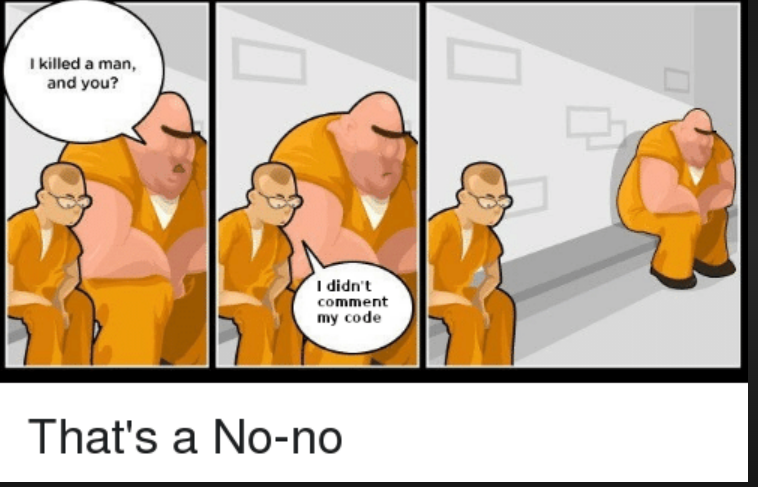 I killed a man,
and you?
I didn't
comment
my code
That's a No-no